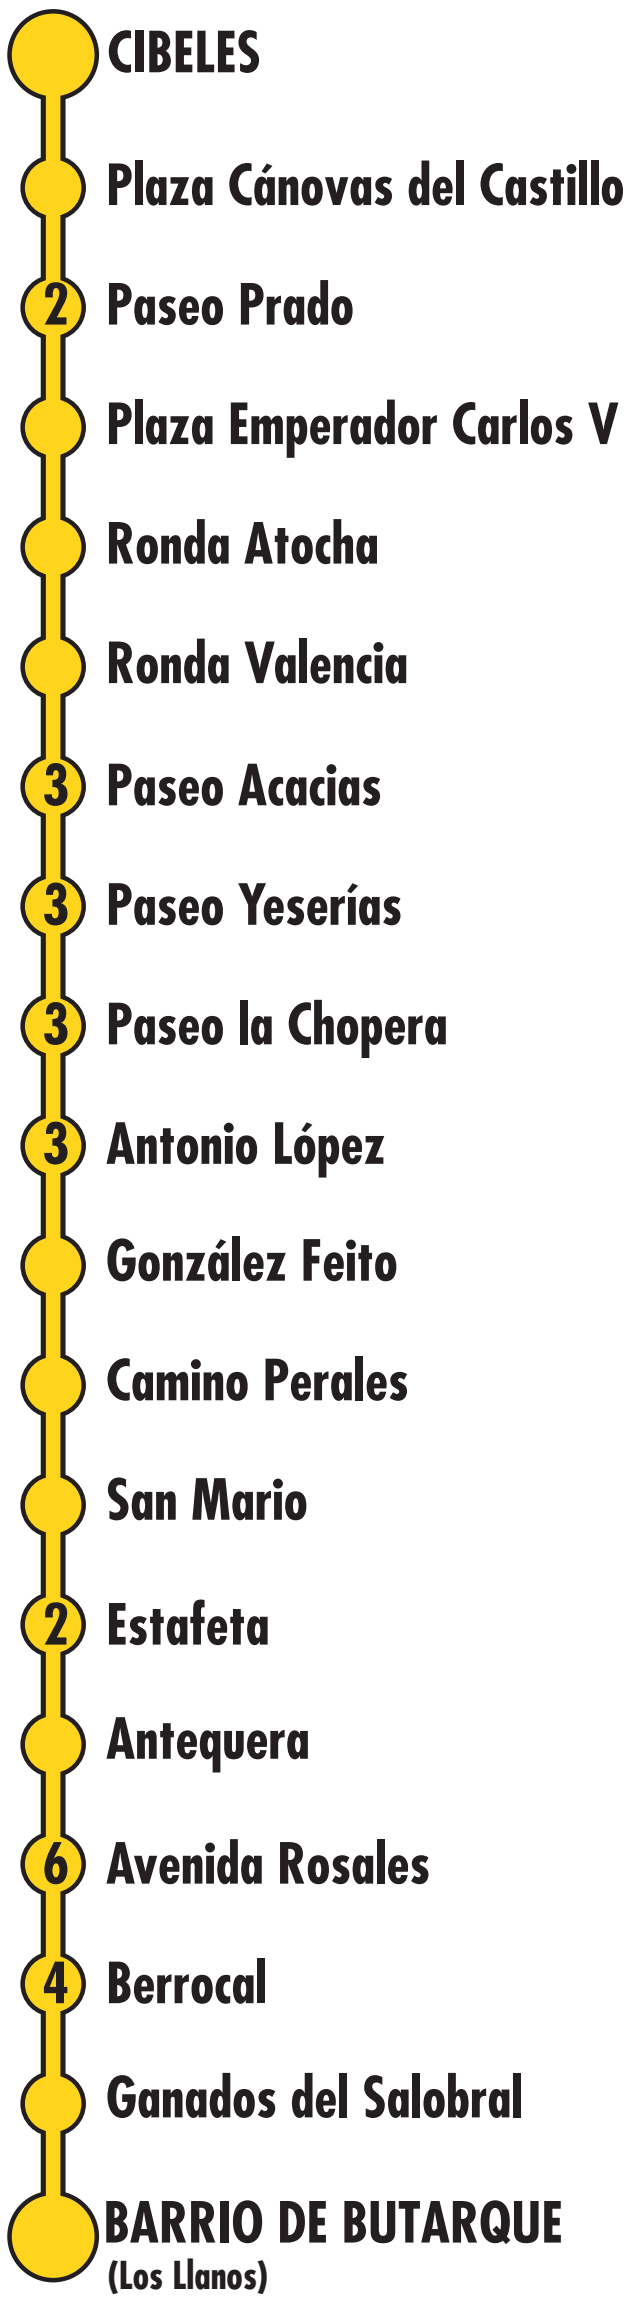 CIBELES
Plaza Cánovas del Castillo
2 Paseo Prado
Plaza Emperador Carlos V
Ronda Atocha
Ronda Valencia
3 Paseo Acacias
3 Paseo Yeserías
3 Paseo la Chopera
3 Antonio López
González Feito
Camino Perales
San Mario
2 Estafeta
Antequera
6 Avenida Rosales
4 Berrocal
Ganados del Salobral
BARRIO DE BUTARQUE
(Los Llanos)